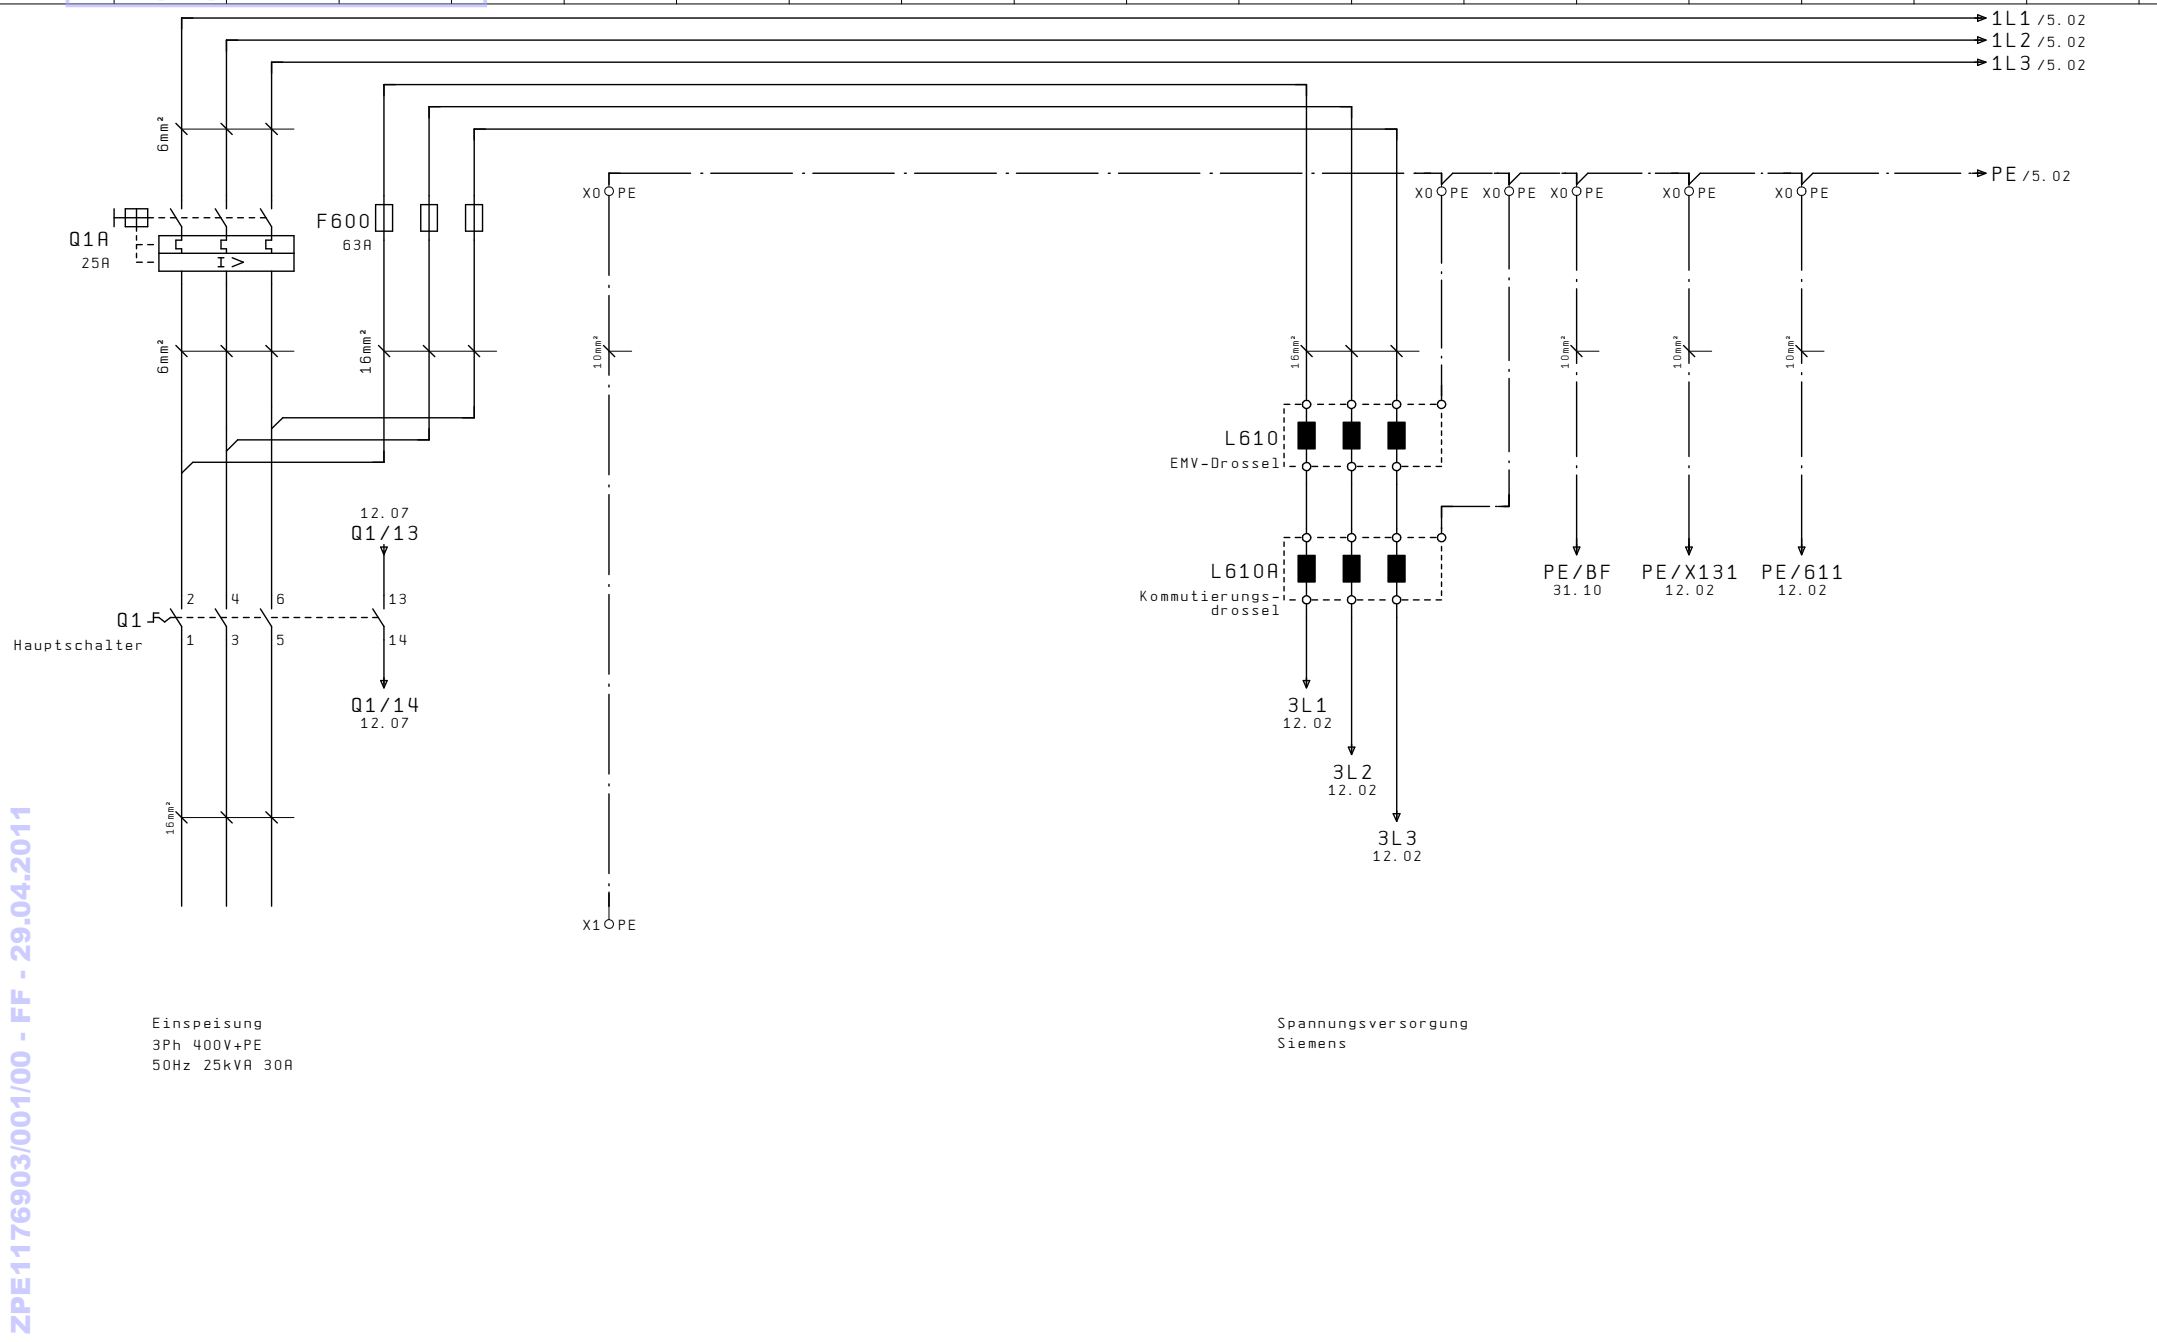 1L1 /5.02
1L2 /5.02
1L3 /5.02
6mm²
PE /5.02
X0 PE
X0 PE
X0 PE
X0 PE
X0 PE
X0 PE
Q1A
25A
I >
F600
63A
6mm²
16mm²
10mm²
16mm²
10mm²
10mm²
10mm²
L610
EMV-Drossel
12.07
Q1/13
L610A
Kommutierungs-
drossel
PE/BF
31.10
PE/X131
12.02
PE/611
12.02
2 4 6 13
Q1
1 3 5 14
Hauptschalter
Q1/14
12.07
3L1
12.02
3L2
12.02
3L3
12.02
16mm²
X1 PE
Einspeisung
3Ph 400V+PE
50Hz 25kVA 30A
Spannungsversorgung
Siemens
ZPE1176903/001/00 - FF - 29.04.2011